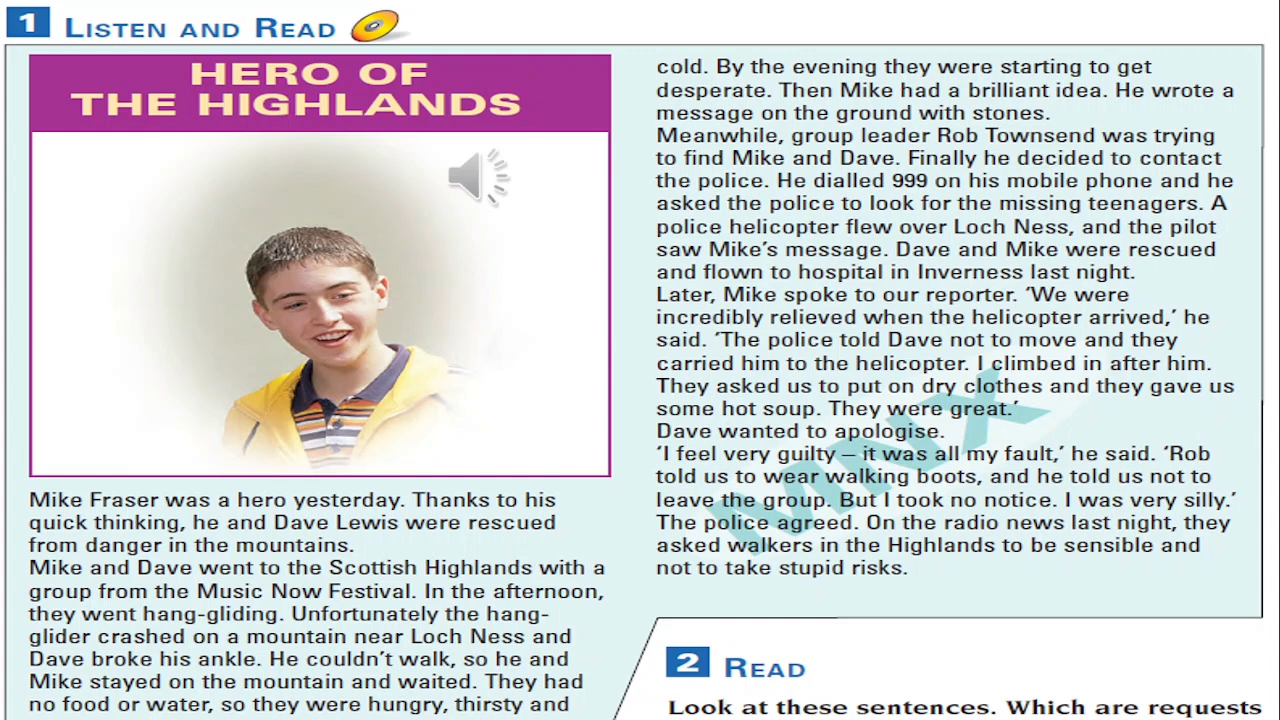 1 LISTEN AND READ
HERO OF
THE HIGHLANDS
Mike Fraser was a hero yesterday. Thanks to his
quick thinking, he and Dave Lewis were rescued
from danger in the mountains.
Mike and Dave went to the Scottish Highlands with a
group from the Music Now Festival. In the afternoon,
they went hang-gliding. Unfortunately the hang-
glider crashed on a mountain near Loch Ness and
Dave broke his ankle. He couldn't walk, so he and
Mike stayed on the mountain and waited. They had
no food or water, so they were hungry, thirsty and
cold. By the evening they were starting to get
desperate. Then Mike had a brilliant idea. He wrote a
message on the ground with stones.
Meanwhile, group leader Rob Townsend was trying
to find Mike and Dave. Finally he decided to contact
the police. He dialled 999 on his mobile phone and he
asked the police to look for the missing teenagers. A
police helicopter flew over Loch Ness, and the pilot
saw Mike's message. Dave and Mike were rescued
and flown to hospital in Inverness last night.
Later, Mike spoke to our reporter. 'We were
incredibly relieved when the helicopter arrived,' he
said. 'The police told Dave not to move and they
carried him to the helicopter. I climbed in after him.
They asked us to put on dry clothes and they gave us
some hot soup. They were great.'
Dave wanted to apologise.
'I feel very guilty – it was all my fault,' he said. 'Rob
told us to wear walking boots, and he told us not to
leave the group. But I took no notice. I was very silly.'
The police agreed. On the radio news last night, they
asked walkers in the Highlands to be sensible and
not to take stupid risks.
MNX
2 READ
Look at these sentences. Which are requests